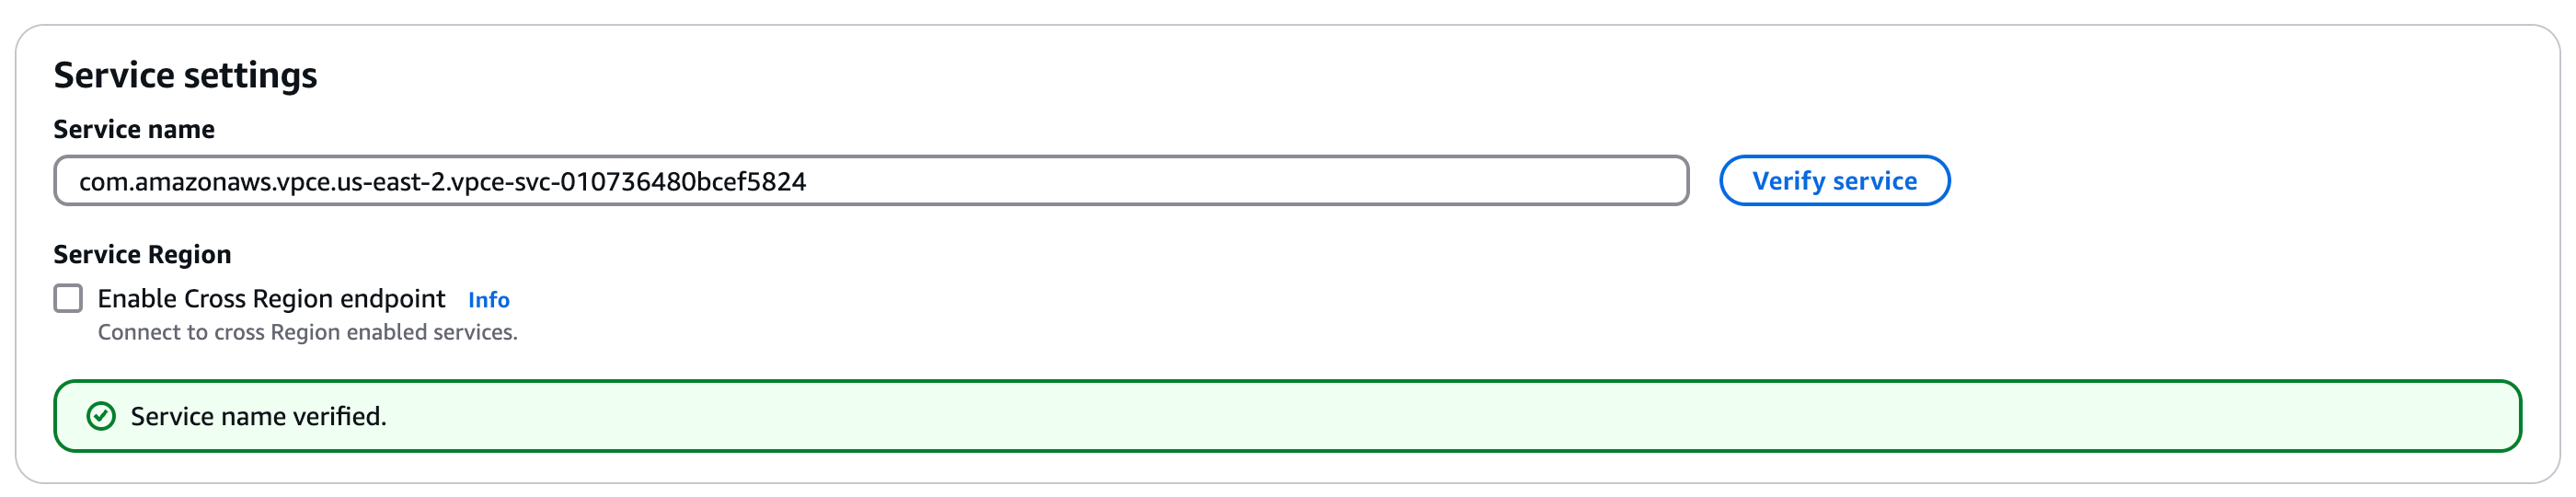 Service settings
Service name
com.amazonaws.vpce.us-east-2.vpce-svc-010736480bcef5824
Verify service
Service Region
Enable Cross Region endpoint Info
Connect to cross Region enabled services.
Service name verified.